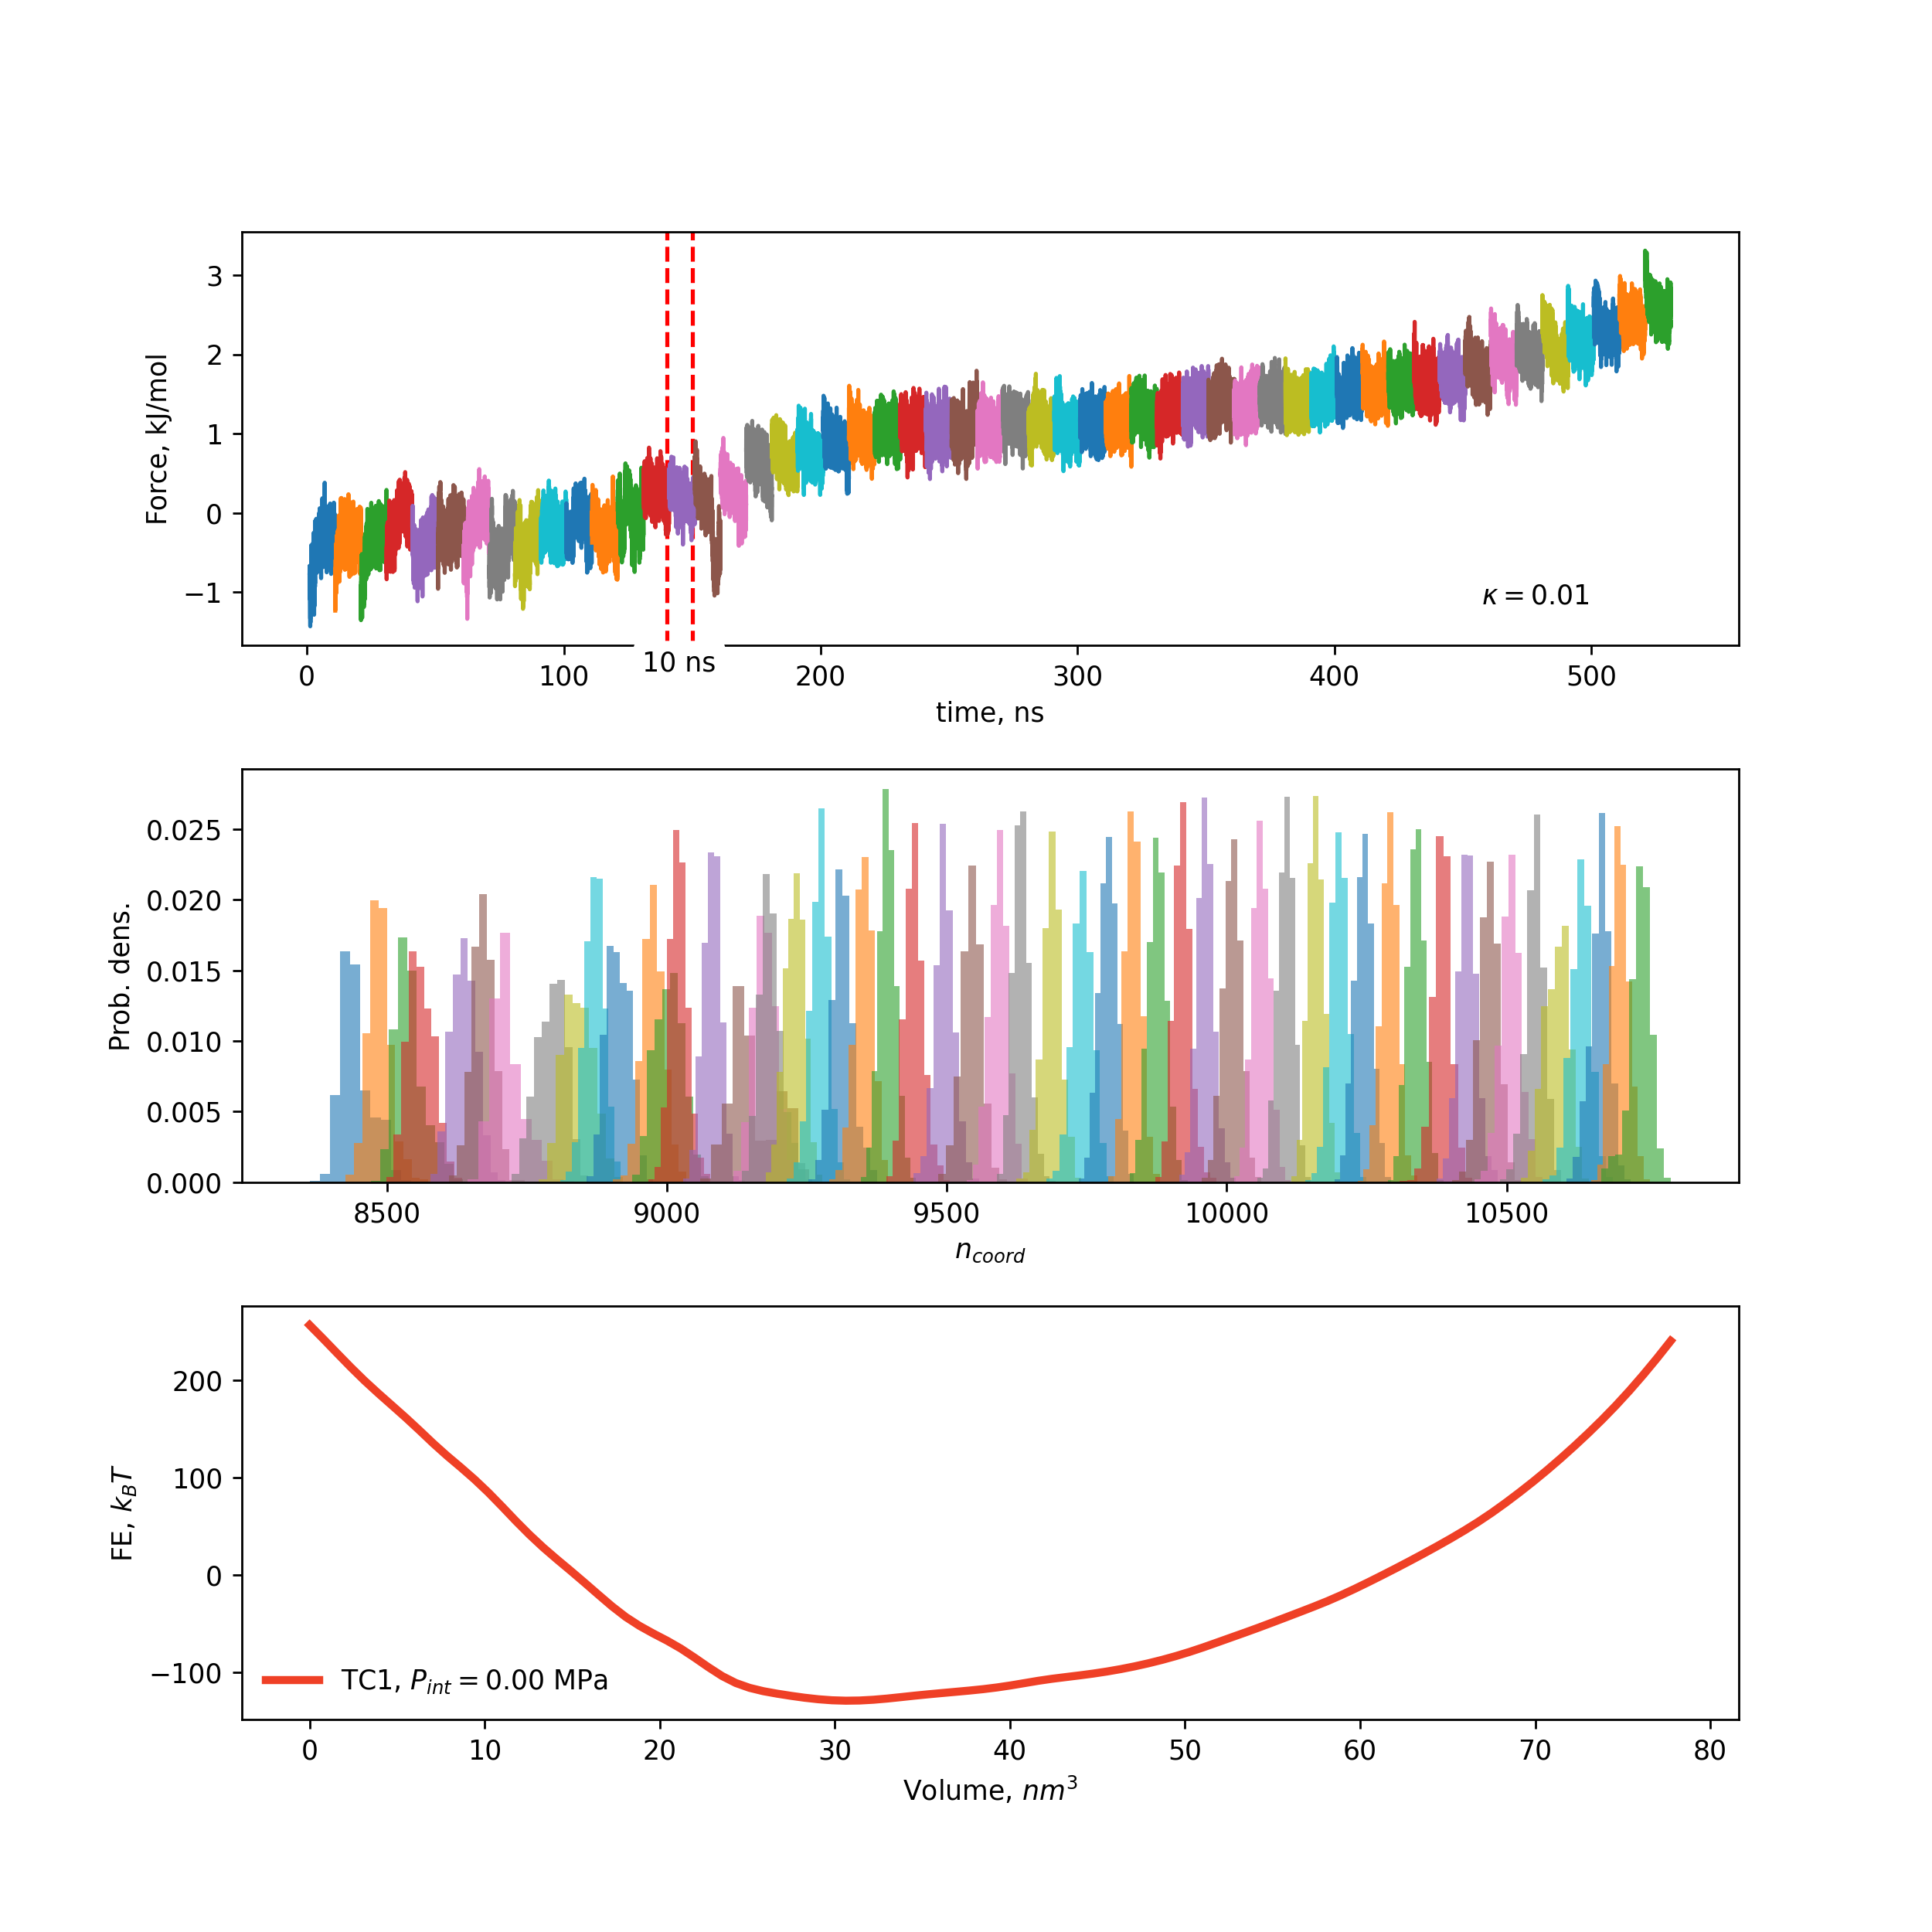 3
2
1
0
−1
Force, kJ/mol
κ = 0.01
10 ns
0 100 200 300 400 500
time, ns
0.025
0.020
0.015
0.010
0.005
0.000
Prob. dens.
8500 9000 9500 10000 10500
n_coord
200
100
0
−100
FE, k_BT
TC1, P_int = 0.00 MPa
0 10 20 30 40 50 60 70 80
Volume, nm³